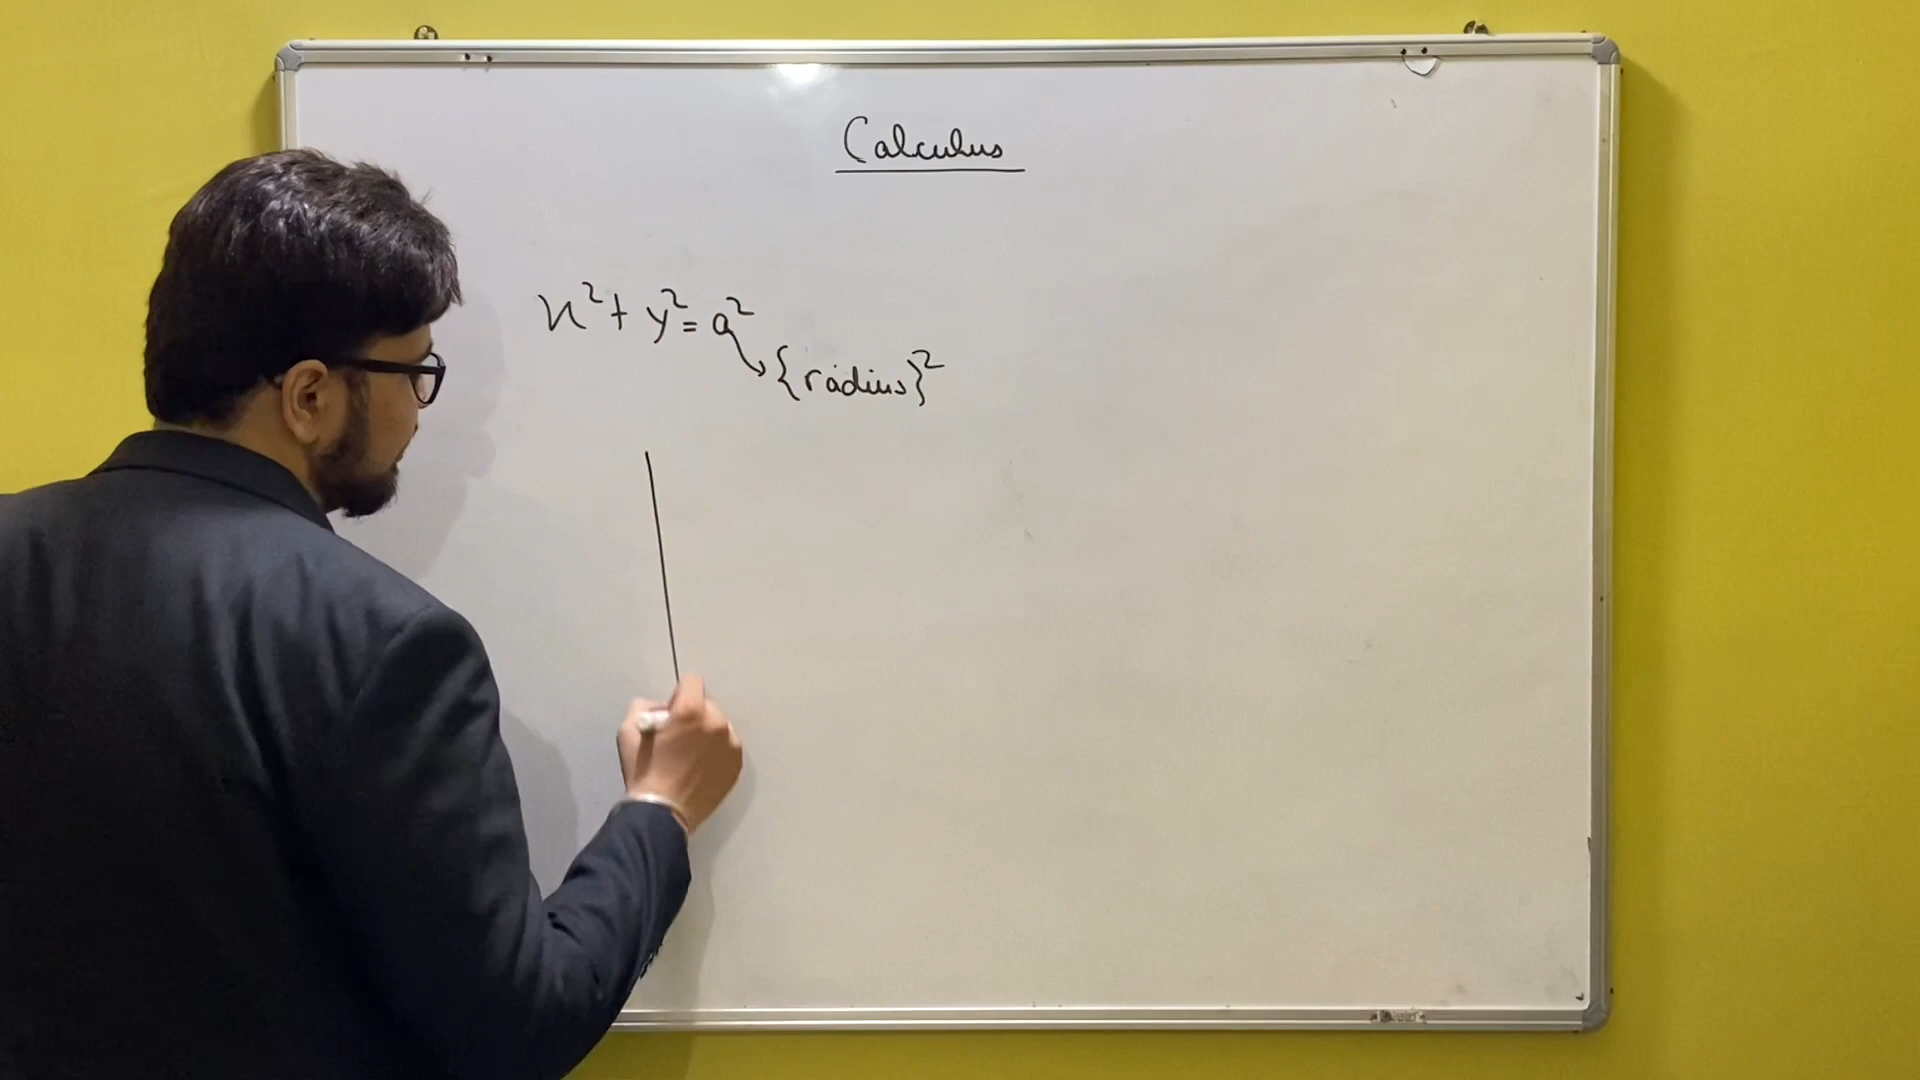 Calculus
x² + y² = a²
{radius}²